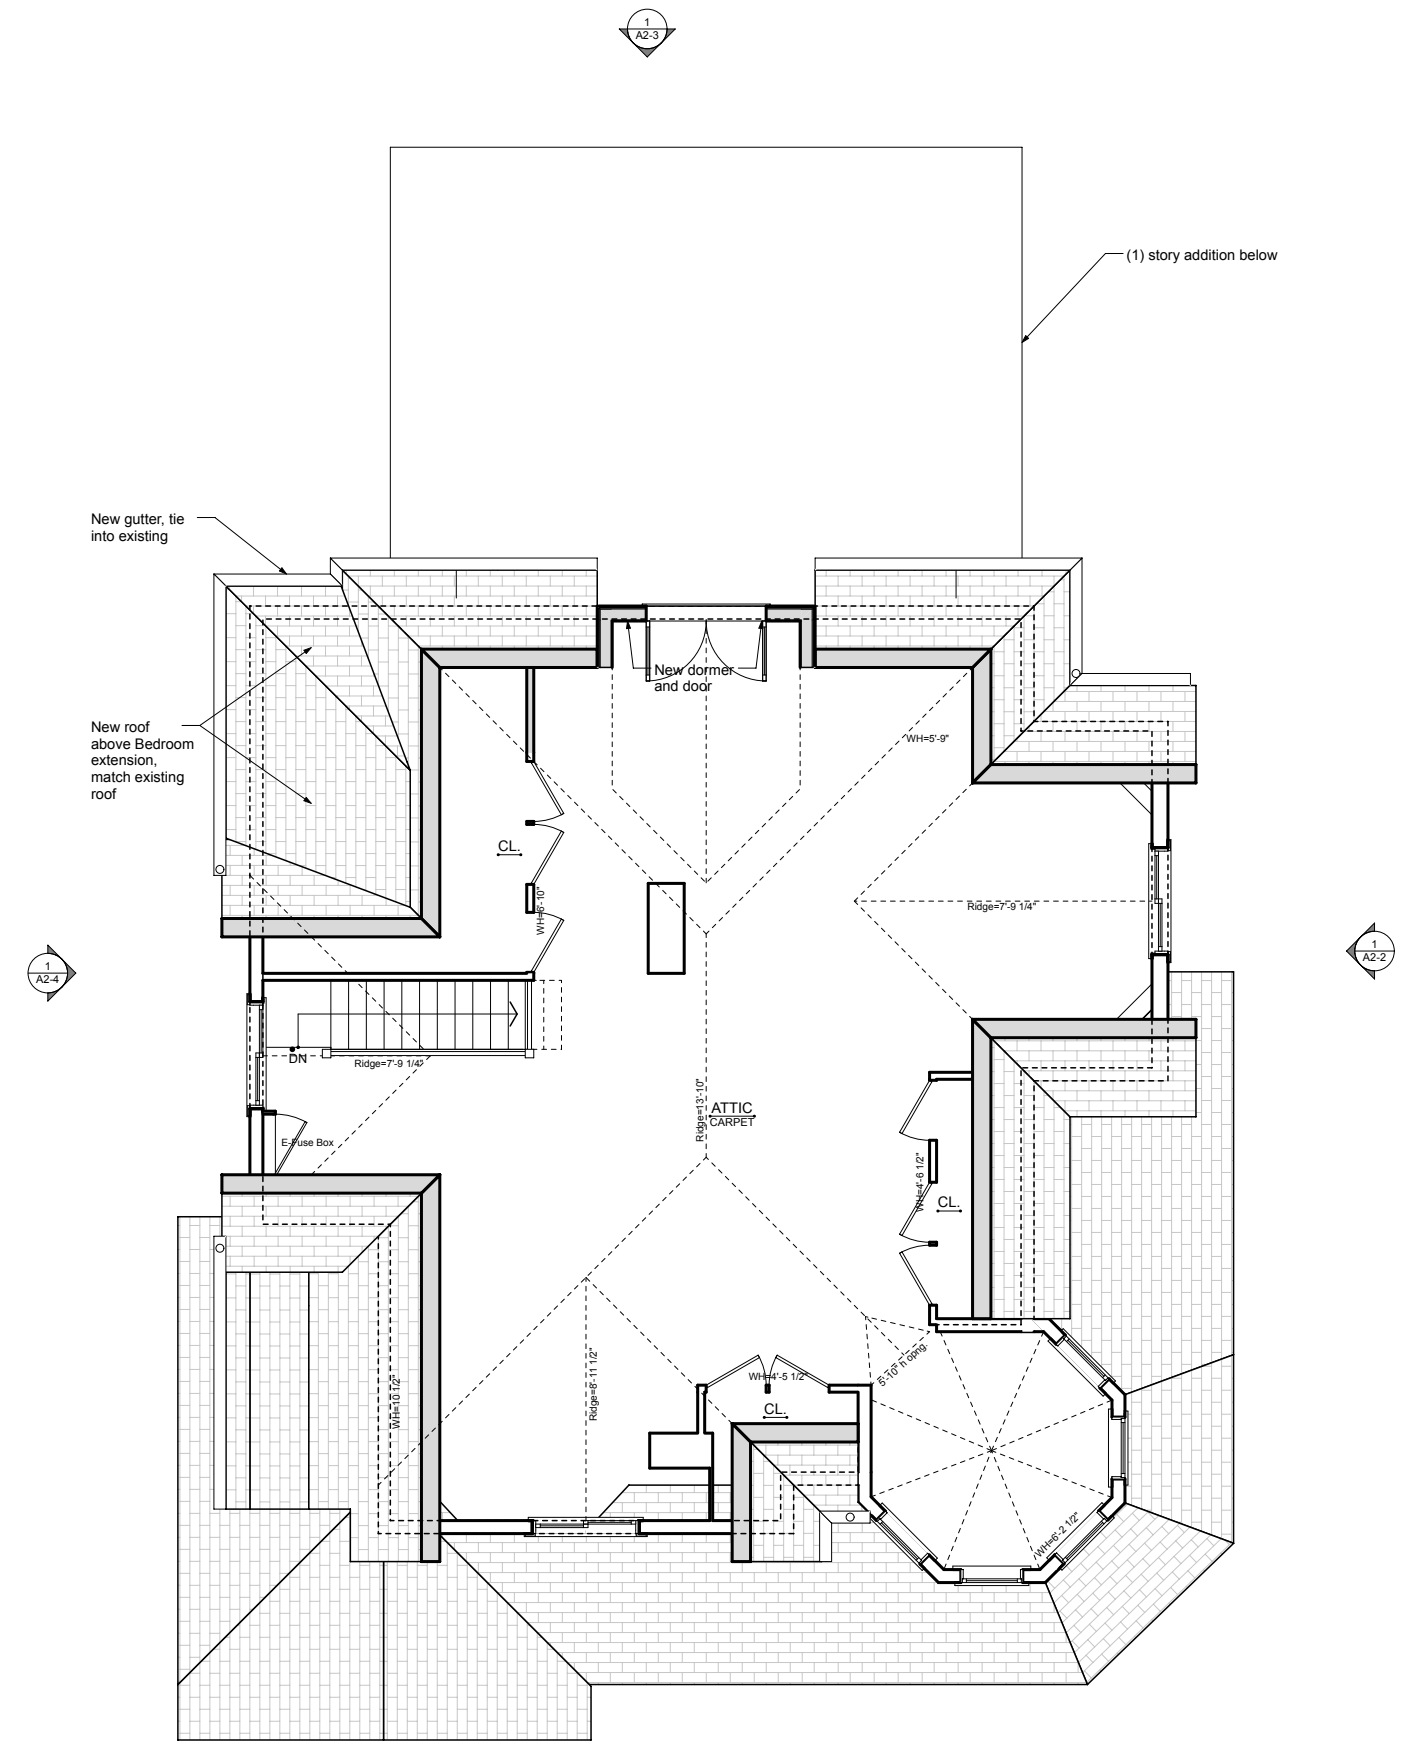 1
A2-3
(1) story addition below
New gutter, tie
into existing
New dormer
and door
New roof
above Bedroom
extension,
match existing
roof
WH=5'-9"
CL.
WH=6'-10"
Ridge=7'-9 1/4"
1
A2-4
1
A2-2
DN
Ridge=7'-9 1/4"
Ridge=13'-10"
ATTIC
CARPET
E-Fuse Box
WH=4'-6 1/2"
CL.
5'-10" h opng.
WH=4'-5 1/2"
Ridge=8'-11 1/2"
WH=10 1/2"
CL.
WH=6'-2 1/2"